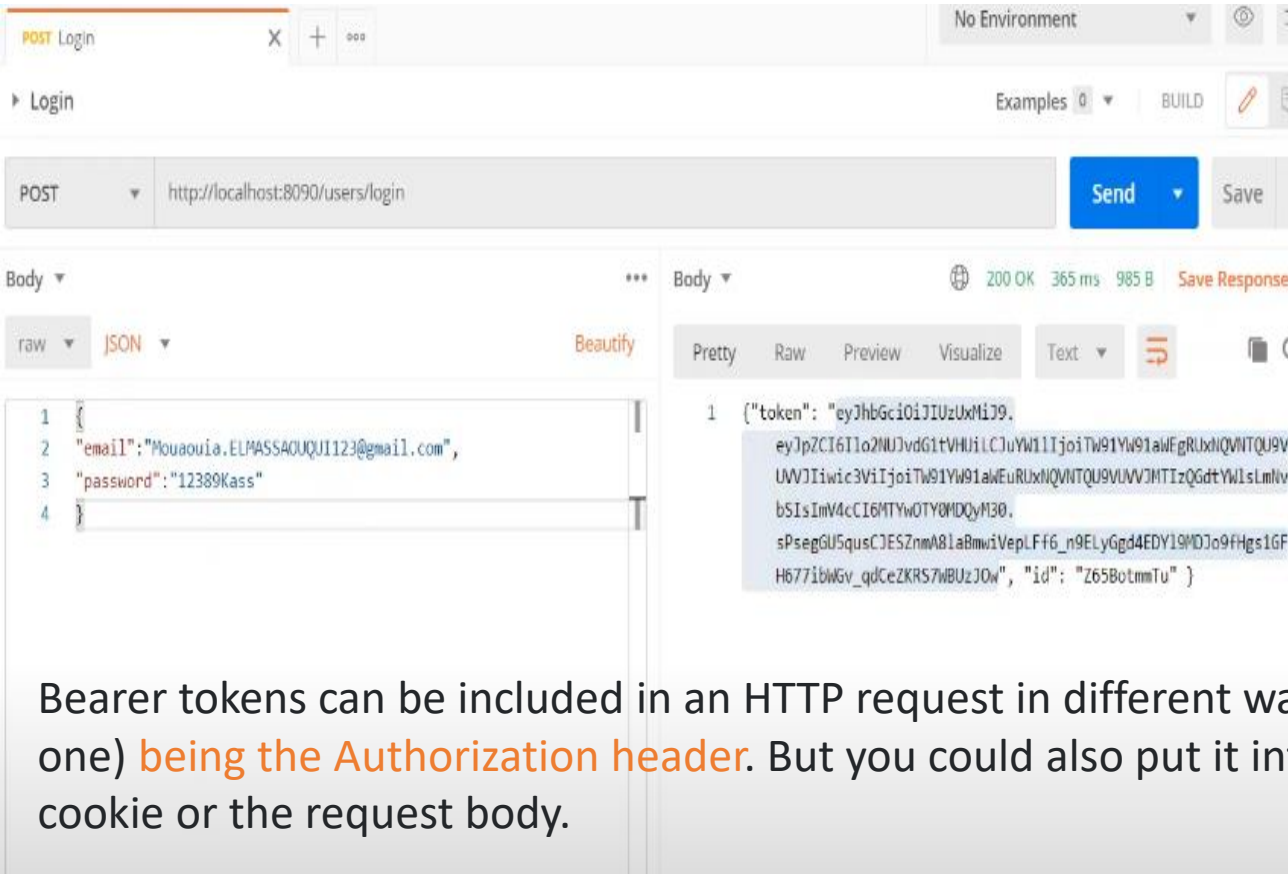 POST Login
No Environment
Login
Examples 0
BUILD
POST
http://localhost:8090/users/login
Send
Save
Body
Body
200 OK 365 ms 985 B Save Response
raw JSON
Beautify
Pretty Raw Preview Visualize Text
1 {
2 "email":"Mouaouia.ELMASSAOUQUI123@gmail.com",
3 "password":"12389Kass"
4 }
1 {"token": "eyJhbGciOiJIUzUxMiJ9.
", "id": "Z65BotmmTu" }
Bearer tokens can be included in an HTTP request in different
one) being the Authorization header. But you could also put it
cookie or the request body.